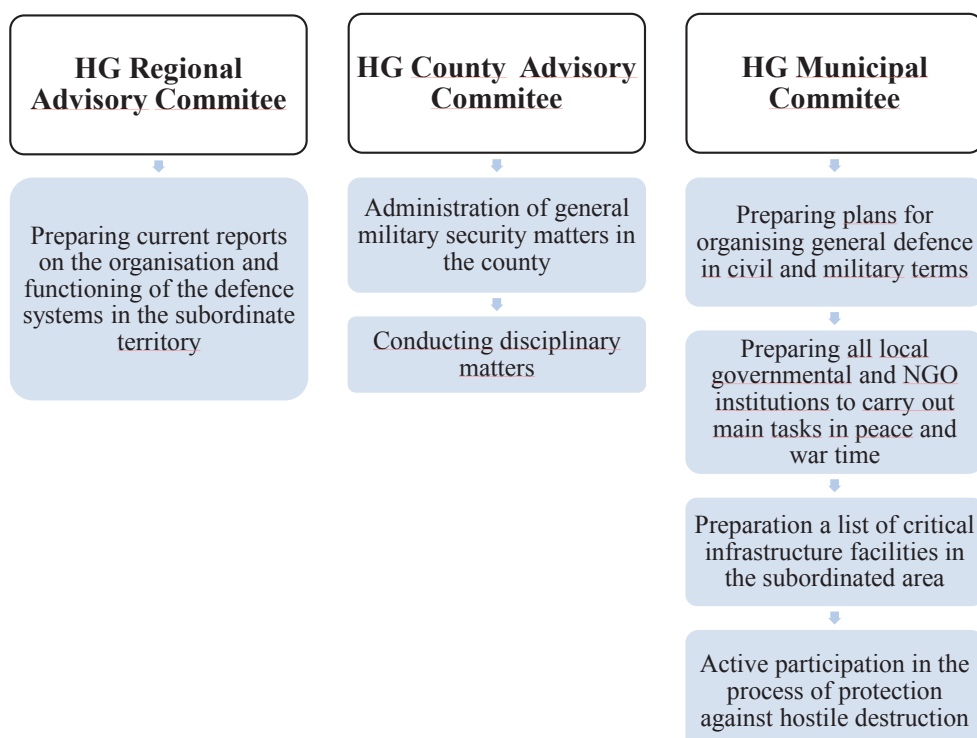 HG Regional
Advisory Commitee
Preparing current reports
on the organisation and
functioning of the defence
systems in the subordinate
territory
HG County Advisory
Commitee
Administration of general
military security matters in
the county
Conducting disciplinary
matters
HG Municipal
Commitee
Preparing plans for
organising general defence
in civil and military terms
Preparing all local
governmental and NGO
institutions to carry out
main tasks in peace and
war time
Preparation a list of critical
infrastructure facilities in
the subordinated area
Active participation in the
process of protection
against hostile destruction